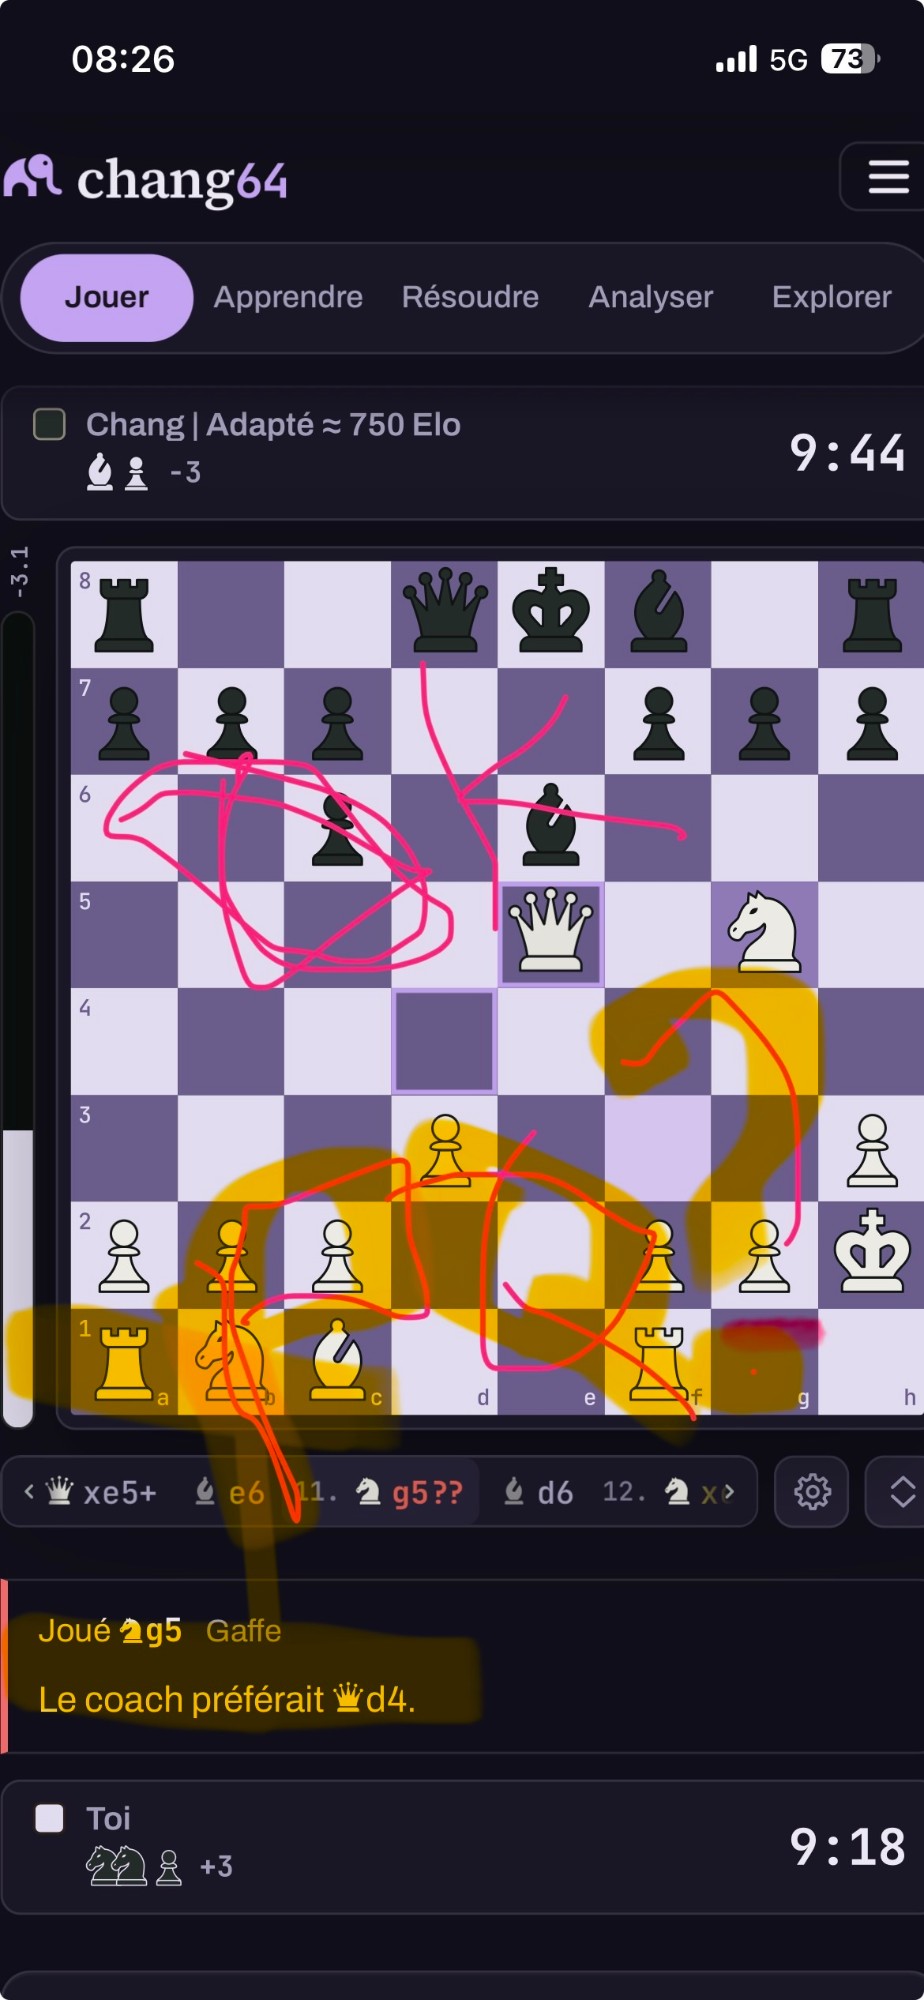 08:26 5G 73
chang64
Jouer Apprendre Résoudre Analyser Explorer
Chang | Adapté ≈ 750 Elo
-3
9:44
-3.1
8
7
6
5
4
3
2
1
a b c d e f g h
xe5+ e6 11. g5?? d6 12.
Joué g5 Gaffe
Le coach préférait d4.
Toi
+3
9:18